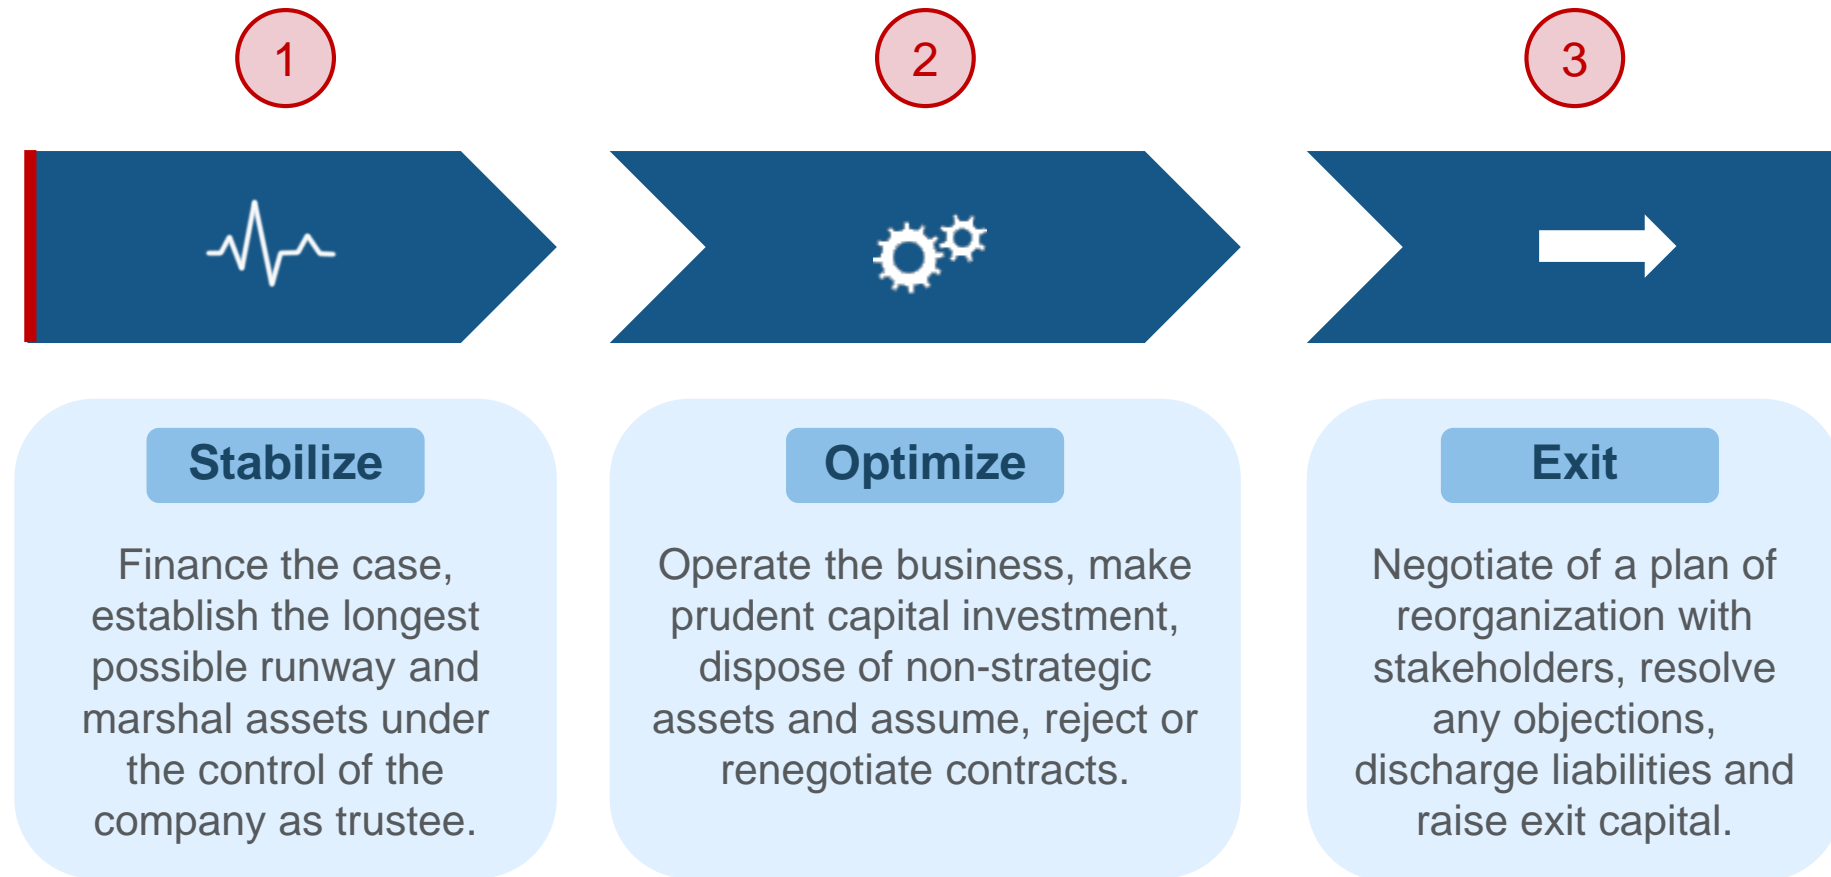 1
2
3
Stabilize
Finance the case,
establish the longest
possible runway and
marshal assets under
the control of the
company as trustee.
Optimize
Operate the business, make
prudent capital investment,
dispose of non-strategic
assets and assume, reject or
renegotiate contracts.
Exit
Negotiate of a plan of
reorganization with
stakeholders, resolve
any objections,
discharge liabilities and
raise exit capital.